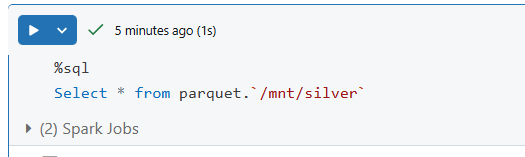 5 minutes ago (1s)
%sql
Select * from parquet.`/mnt/silver`
(2) Spark Jobs